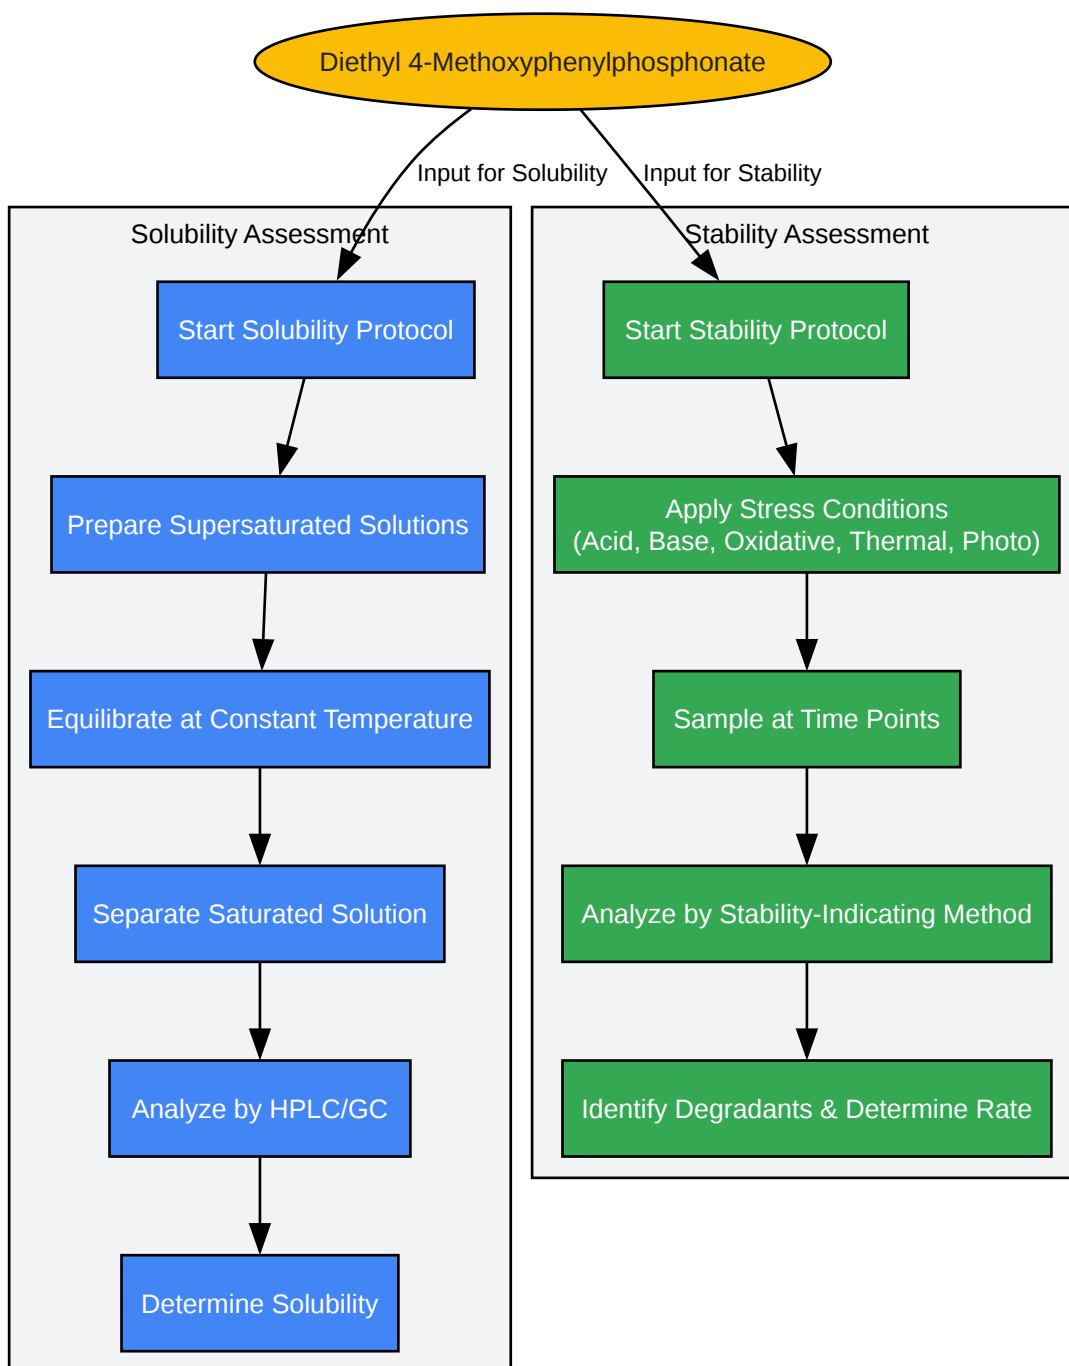 Diethyl 4-Methoxyphenylphosphonate
Input for Solubility
Input for Stability
Solubility Assessment
Start Solubility Protocol
Prepare Supersaturated Solutions
Equilibrate at Constant Temperature
Separate Saturated Solution
Analyze by HPLC/GC
Determine Solubility
Stability Assessment
Start Stability Protocol
Apply Stress Conditions
(Acid, Base, Oxidative, Thermal, Photo)
Sample at Time Points
Analyze by Stability-Indicating Method
Identify Degradants & Determine Rate